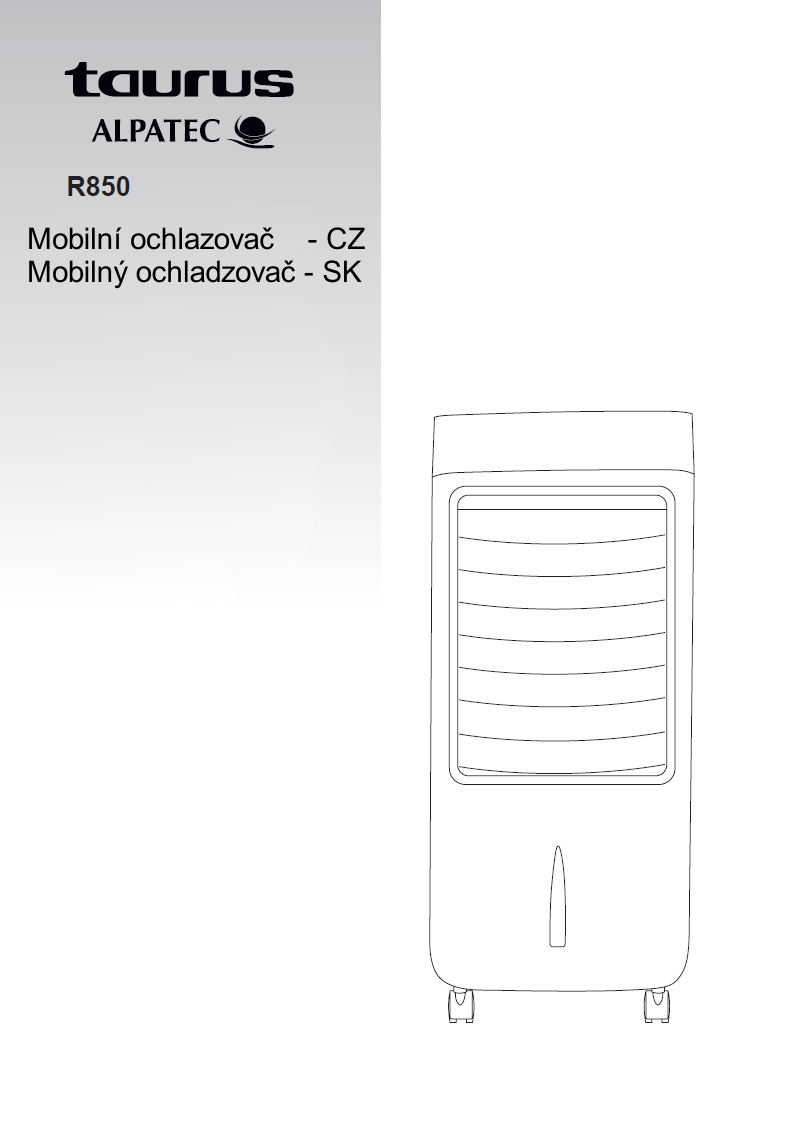 taurus
ALPATEC
R850
Mobilní ochlazovač - CZ
Mobilný ochladzovač - SK